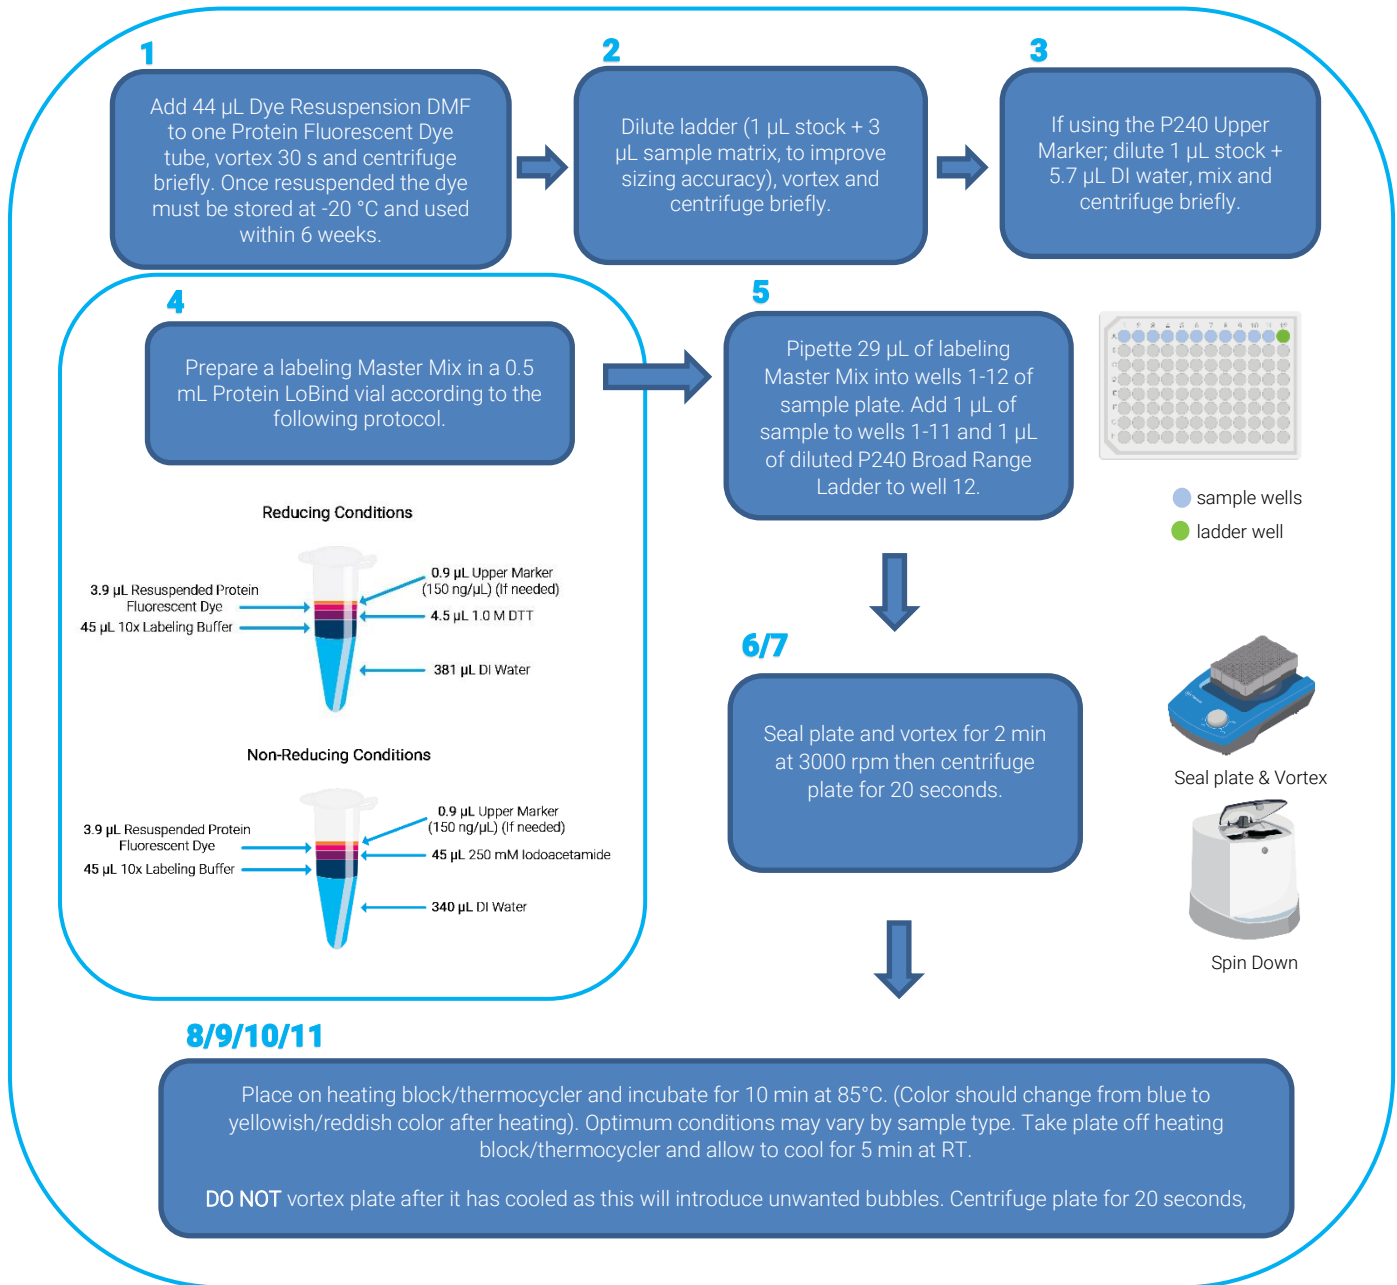 1
Add 44 µL Dye Resuspension DMF
to one Protein Fluorescent Dye
tube, vortex 30 s and centrifuge
briefly. Once resuspended the dye
must be stored at -20 °C and used
within 6 weeks.
2
Dilute ladder (1 µL stock + 3
µL sample matrix, to improve
sizing accuracy), vortex and
centrifuge briefly.
3
If using the P240 Upper
Marker; dilute 1 µL stock +
5.7 µL DI water, mix and
centrifuge briefly.
4
Prepare a labeling Master Mix in a 0.5
mL Protein LoBind vial according to the
following protocol.
Reducing Conditions
3.9 µL Resuspended Protein
Fluorescent Dye
45 µL 10x Labeling Buffer
0.9 µL Upper Marker
(150 ng/µL) (If needed)
4.5 µL 1.0 M DTT
381 µL DI Water
Non-Reducing Conditions
3.9 µL Resuspended Protein
Fluorescent Dye
45 µL 10x Labeling Buffer
0.9 µL Upper Marker
(150 ng/µL) (If needed)
45 µL 250 mM Iodoacetamide
340 µL DI Water
5
Pipette 29 µL of labeling
Master Mix into wells 1-12 of
sample plate. Add 1 µL of
sample to wells 1-11 and 1 µL
of diluted P240 Broad Range
Ladder to well 12.
sample wells
ladder well
6/7
Seal plate and vortex for 2 min
at 3000 rpm then centrifuge
plate for 20 seconds.
Seal plate & Vortex
Spin Down
8/9/10/11
Place on heating block/thermocycler and incubate for 10 min at 85°C. (Color should change from blue to
yellowish/reddish color after heating). Optimum conditions may vary by sample type. Take plate off heating
block/thermocycler and allow to cool for 5 min at RT.
DO NOT vortex plate after it has cooled as this will introduce unwanted bubbles. Centrifuge plate for 20 seconds,